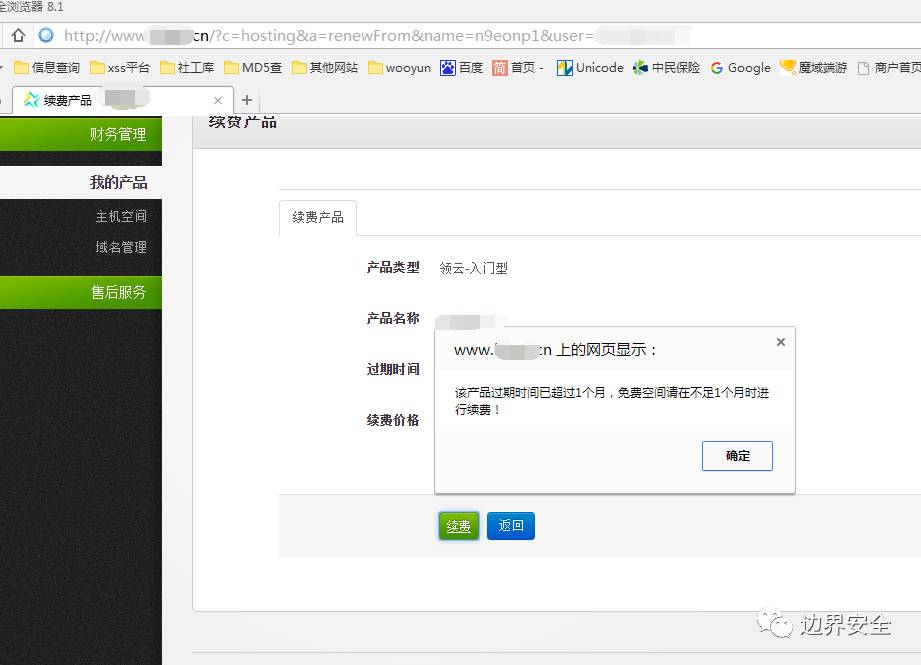 全浏览器 8.1
http://www. cn/?c=hosting&a=renewFrom&name=n9eonp1&user=
信息查询 xss平台 社工库 MD5查 其他网站 wooyun 百度 首页 - Unicode 中民保险 Google 魔域端游 商户首页
续费产品 × +
财务管理
我的产品
主机空间
域名管理
售后服务
续费产品
续费产品
产品类型 领云-入门型
产品名称
过期时间
续费价格
www. cn 上的网页显示：
该产品过期时间已超过1个月，免费空间请在不足1个月时进
行续费！
确定
续费 返回
边界安全